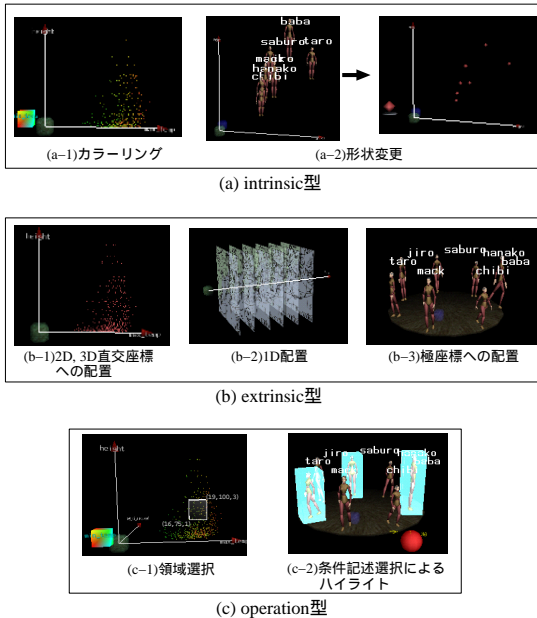 height
(a–1)カラーリング
baba
saburo taro
hanako
chibi
(a–2)形状変更
(a) intrinsic型
height
max_temp
(b–1)2D, 3D直交座標
への配置
(b–2)1D配置
jiro saburo hanako
taro baba
mack chibi
(b–3)極座標への配置
(b) extrinsic型
height
(19,100,3)
(16,75,1)
(c–1)領域選択
jiro saburo
taro
(c–2)条件記述選択による
ハイライト
(c) operation型